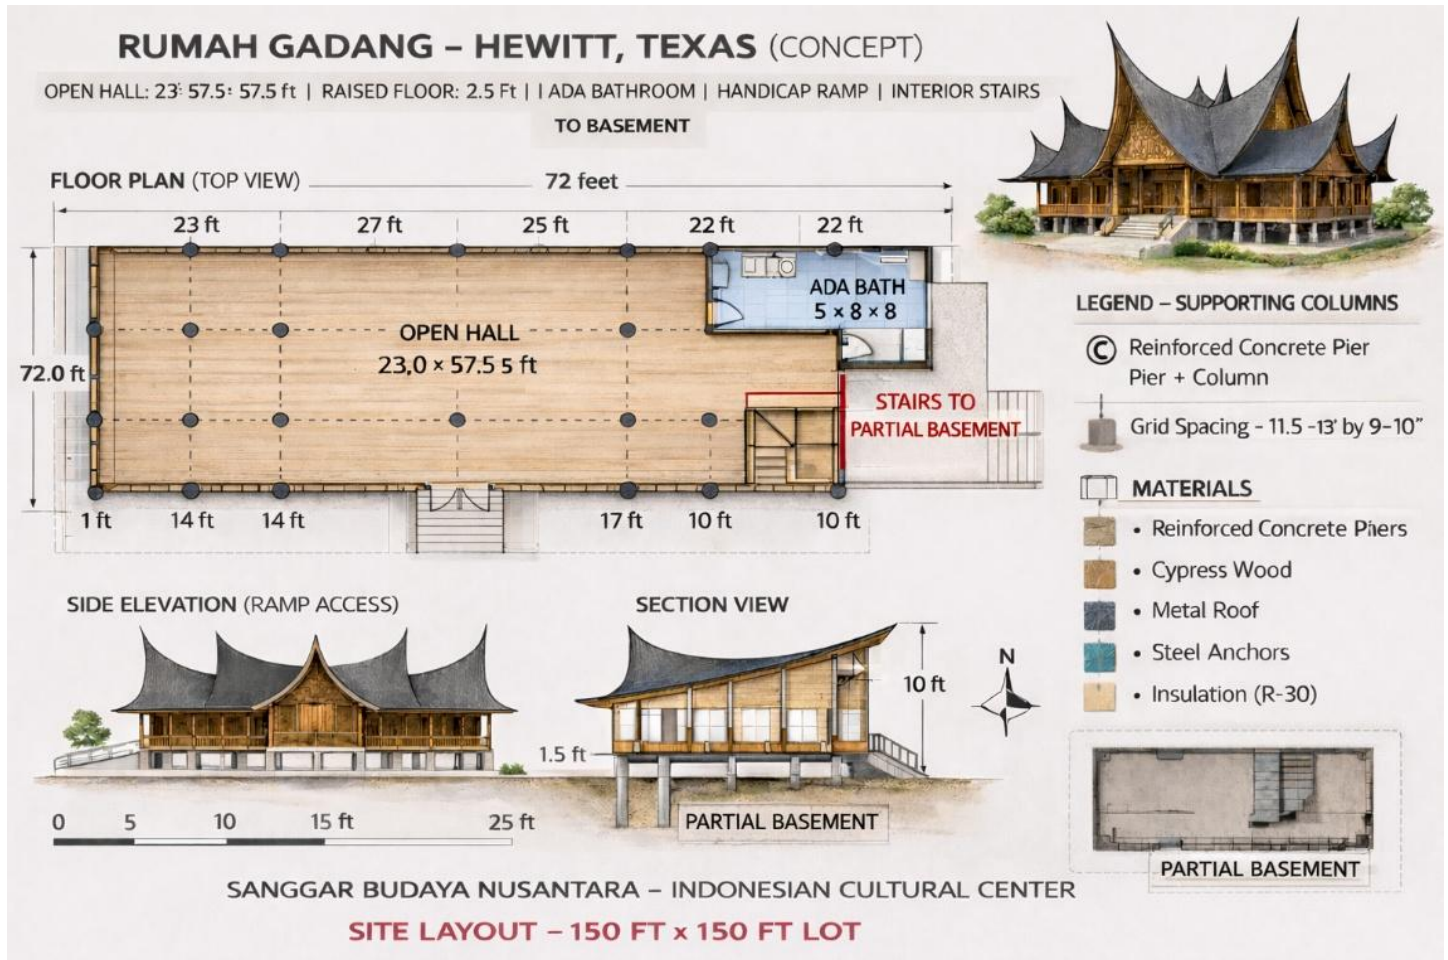 RUMAH GADANG – HEWITT, TEXAS (CONCEPT)
OPEN HALL: 23: 57.5: 57.5 ft | RAISED FLOOR: 2.5 Ft | | ADA BATHROOM | HANDICAP RAMP | INTERIOR STAIRS
TO BASEMENT
FLOOR PLAN (TOP VIEW)
72 feet
23 ft 27 ft 25 ft 22 ft 22 ft
ADA BATH
5 × 8 × 8
OPEN HALL
23,0 × 57.5 5 ft
72.0 ft
STAIRS TO
PARTIAL BASEMENT
1 ft 14 ft 14 ft 17 ft 10 ft 10 ft
LEGEND – SUPPORTING COLUMNS
C Reinforced Concrete Pier
Pier + Column
Grid Spacing - 11.5 -13' by 9-10"
MATERIALS
• Reinforced Concrete Piers
• Cypress Wood
• Metal Roof
• Steel Anchors
• Insulation (R-30)
SIDE ELEVATION (RAMP ACCESS)
SECTION VIEW
10 ft
1.5 ft
PARTIAL BASEMENT
N
0 5 10 15 ft 25 ft
PARTIAL BASEMENT
SANGGAR BUDAYA NUSANTARA – INDONESIAN CULTURAL CENTER
SITE LAYOUT – 150 FT x 150 FT LOT